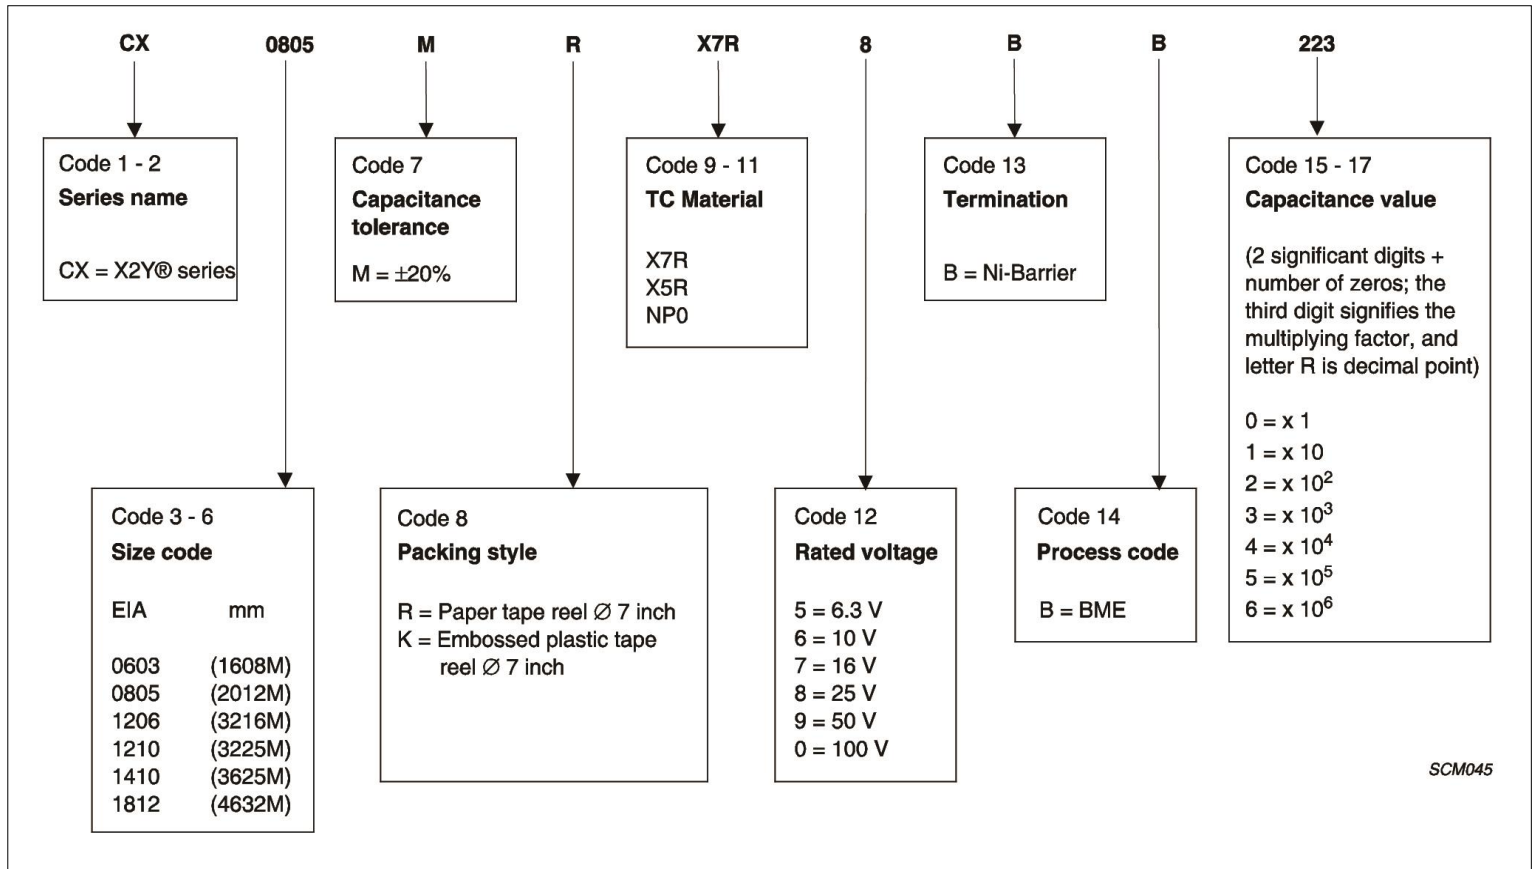 CX 0805 M R X7R 8 B B 223
Code 1 - 2
Series name
CX = X2Y® series
Code 7
Capacitance
tolerance
M = ±20%
Code 9 - 11
TC Material
X7R
X5R
NP0
Code 13
Termination
B = Ni-Barrier
Code 15 - 17
Capacitance value
(2 significant digits +
number of zeros; the
third digit signifies the
multiplying factor, and
letter R is decimal point)
0 = x 1
1 = x 10
2 = x 10²
3 = x 10³
4 = x 10⁴
5 = x 10⁵
6 = x 10⁶
Code 3 - 6
Size code
EIA mm
0603 (1608M)
0805 (2012M)
1206 (3216M)
1210 (3225M)
1410 (3625M)
1812 (4632M)
Code 8
Packing style
R = Paper tape reel Ø 7 inch
K = Embossed plastic tape
reel Ø 7 inch
Code 12
Rated voltage
5 = 6.3 V
6 = 10 V
7 = 16 V
8 = 25 V
9 = 50 V
0 = 100 V
Code 14
Process code
B = BME
SCM045